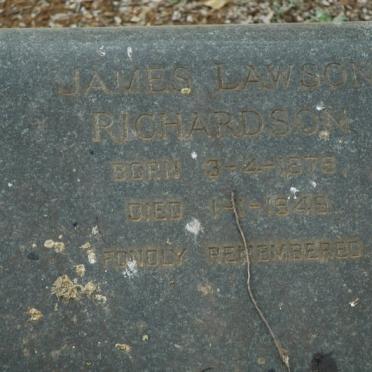 JAMES LAWSON
RICHARDSON
BORN 3-4-1878
DIED
FONDLY REMEMBERED